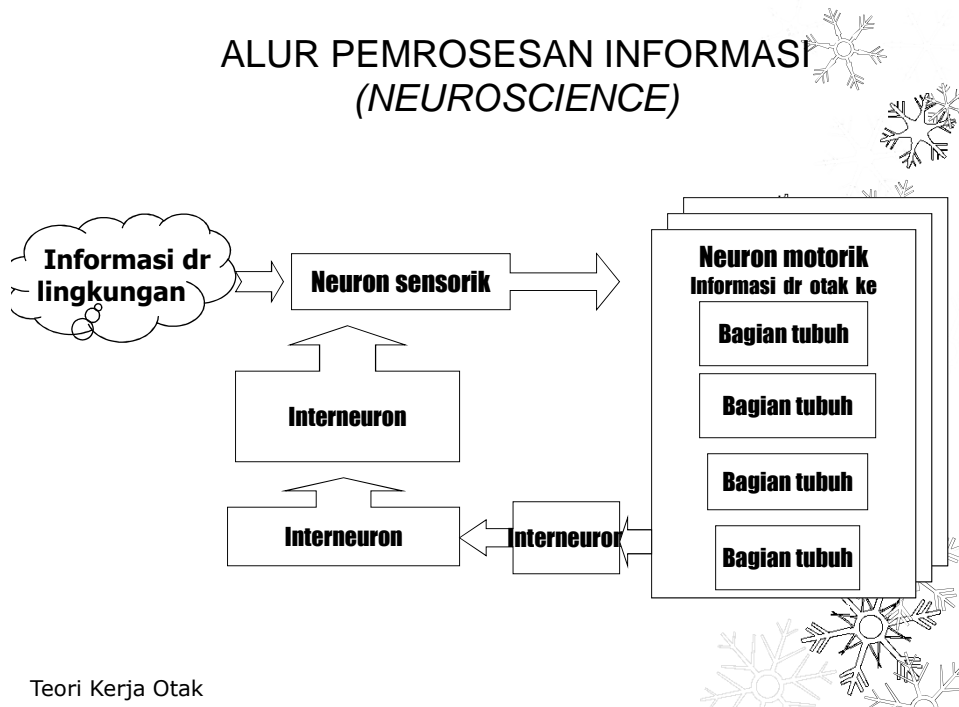 ALUR PEMROSESAN INFORMASI
(NEUROSCIENCE)
Informasi dr
lingkungan
Neuron sensorik
Neuron motorik
Informasi dr otak ke
Bagian tubuh
Bagian tubuh
Bagian tubuh
Bagian tubuh
Interneuron
Interneuron
Interneuron
Teori Kerja Otak